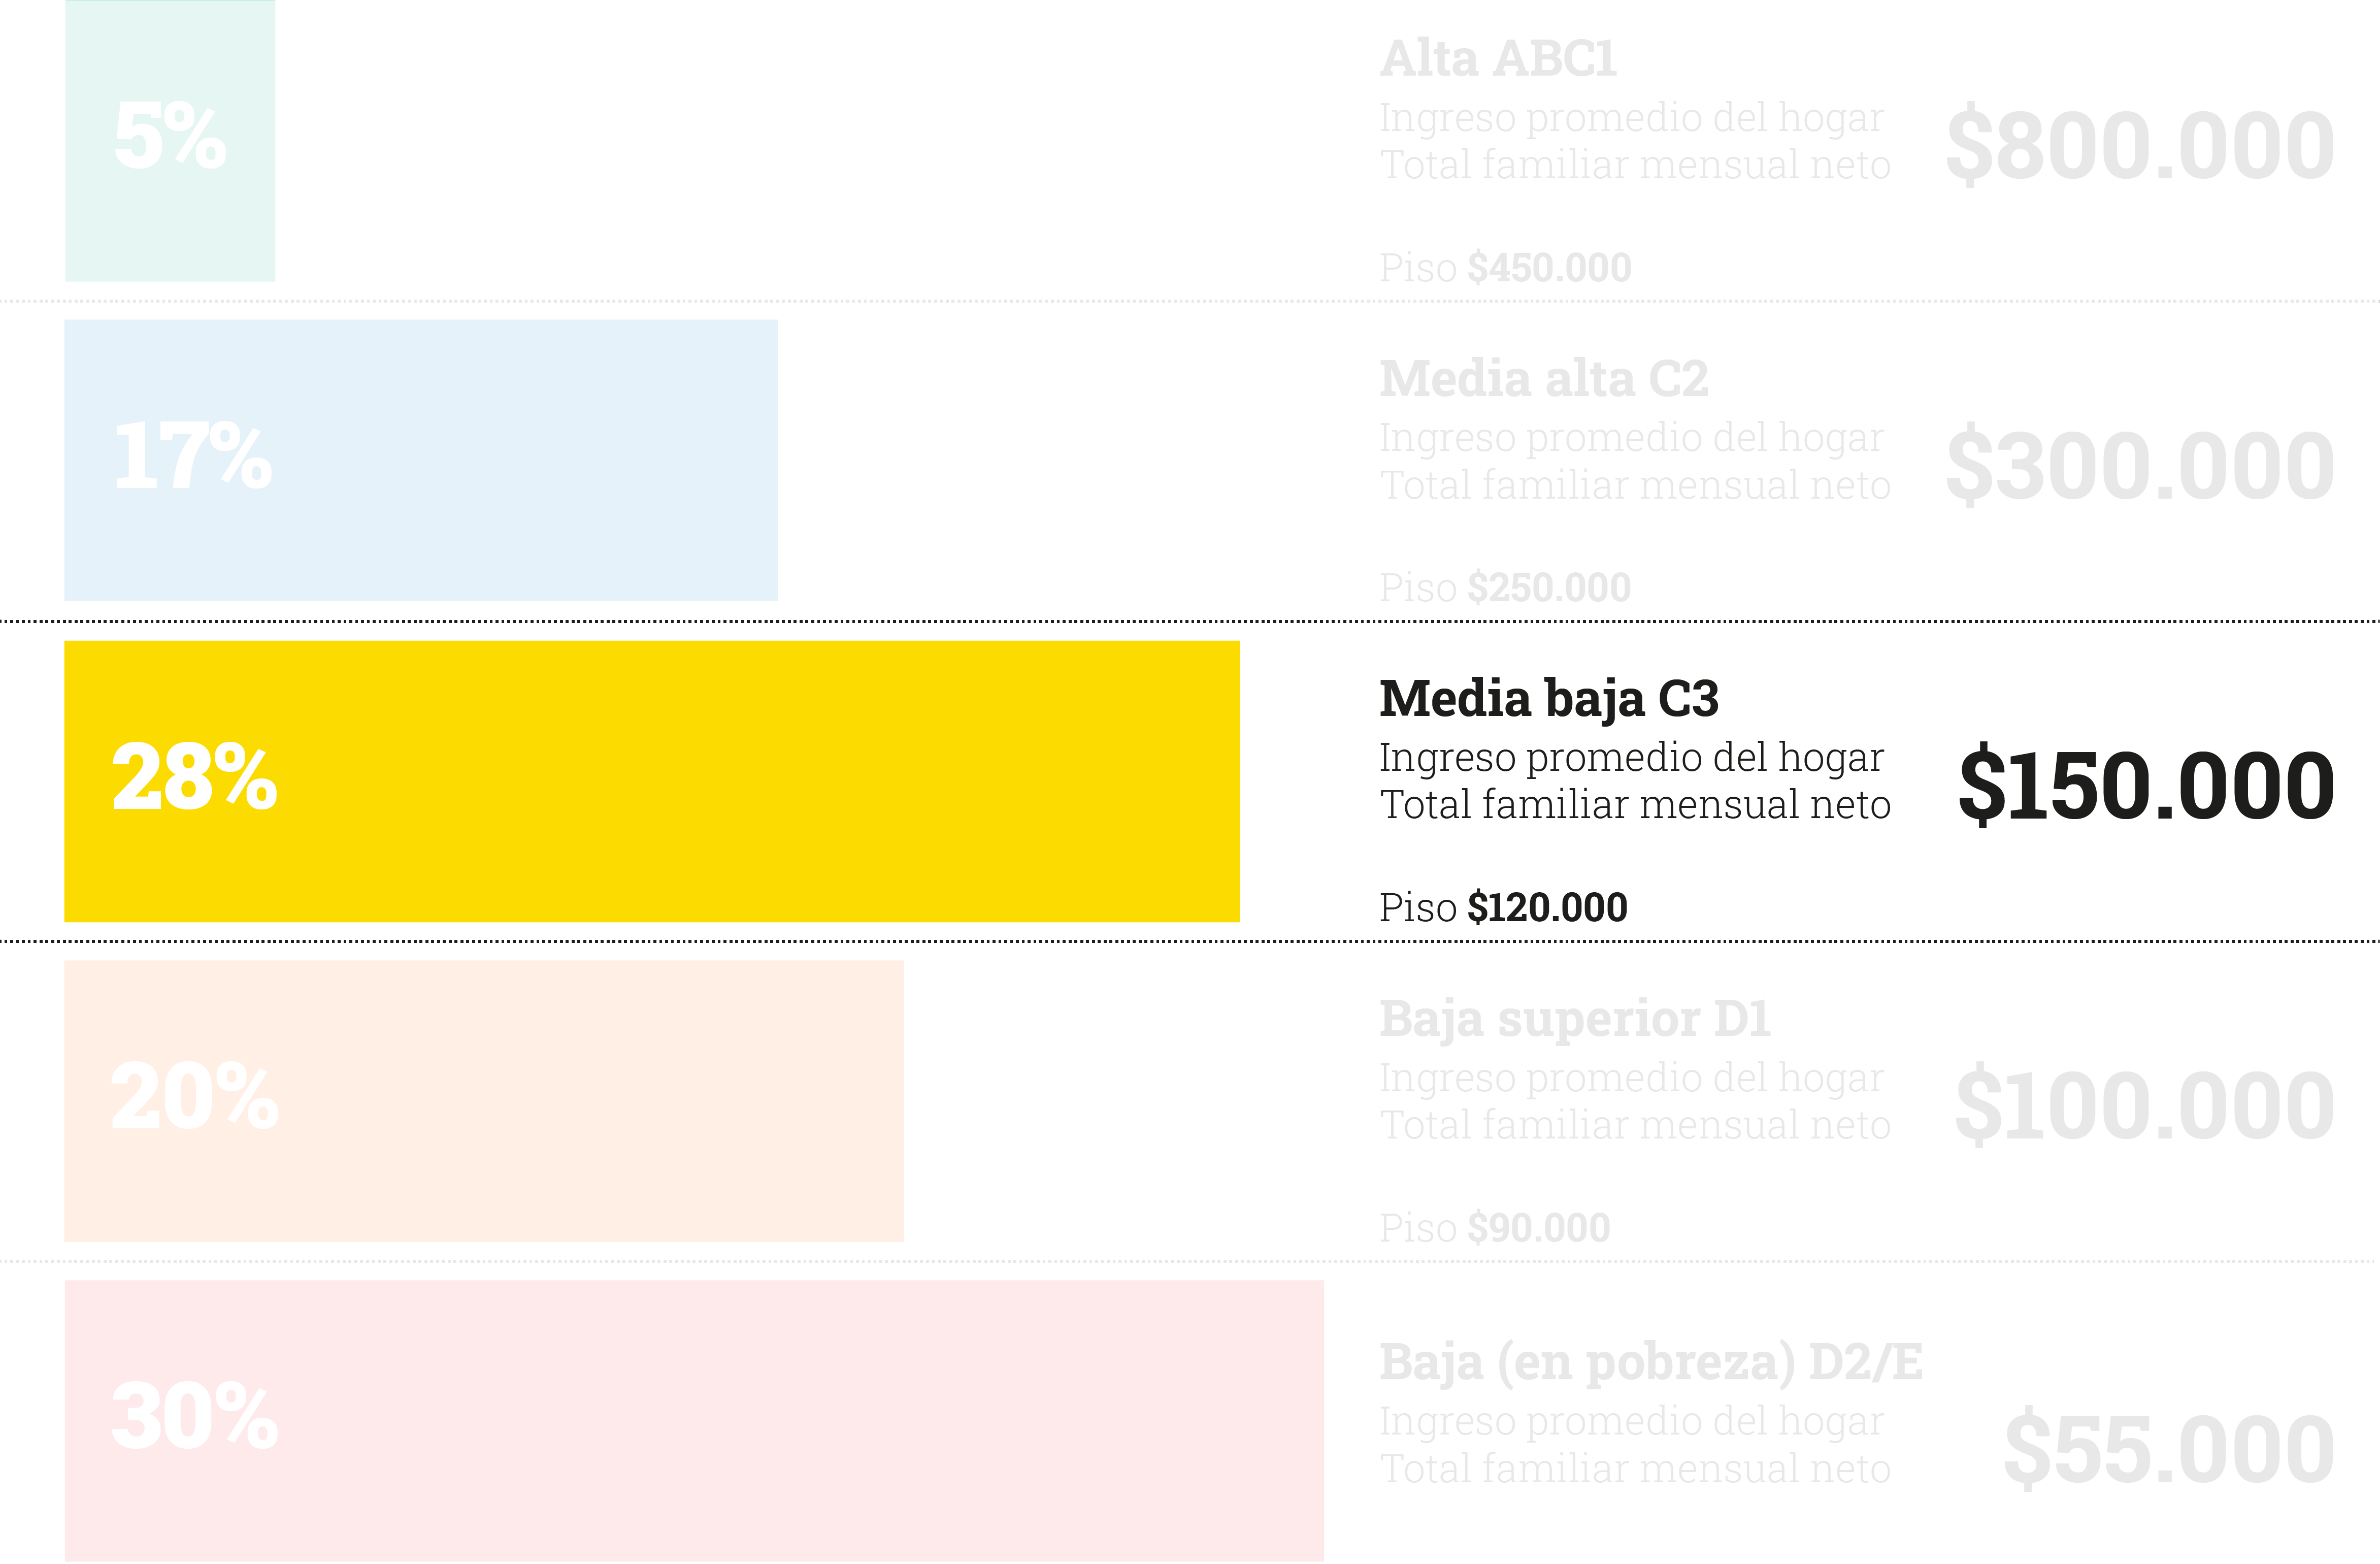 5%
Alta ABC1
Ingreso promedio del hogar
Total familiar mensual neto
$800.000
Piso $450.000
17%
Media alta C2
Ingreso promedio del hogar
Total familiar mensual neto
$300.000
Piso $250.000
28%
Media baja C3
Ingreso promedio del hogar
Total familiar mensual neto
$150.000
Piso $120.000
20%
Baja superior D1
Ingreso promedio del hogar
Total familiar mensual neto
$100.000
Piso $90.000
30%
Baja (en pobreza) D2/E
Ingreso promedio del hogar
Total familiar mensual neto
$55.000